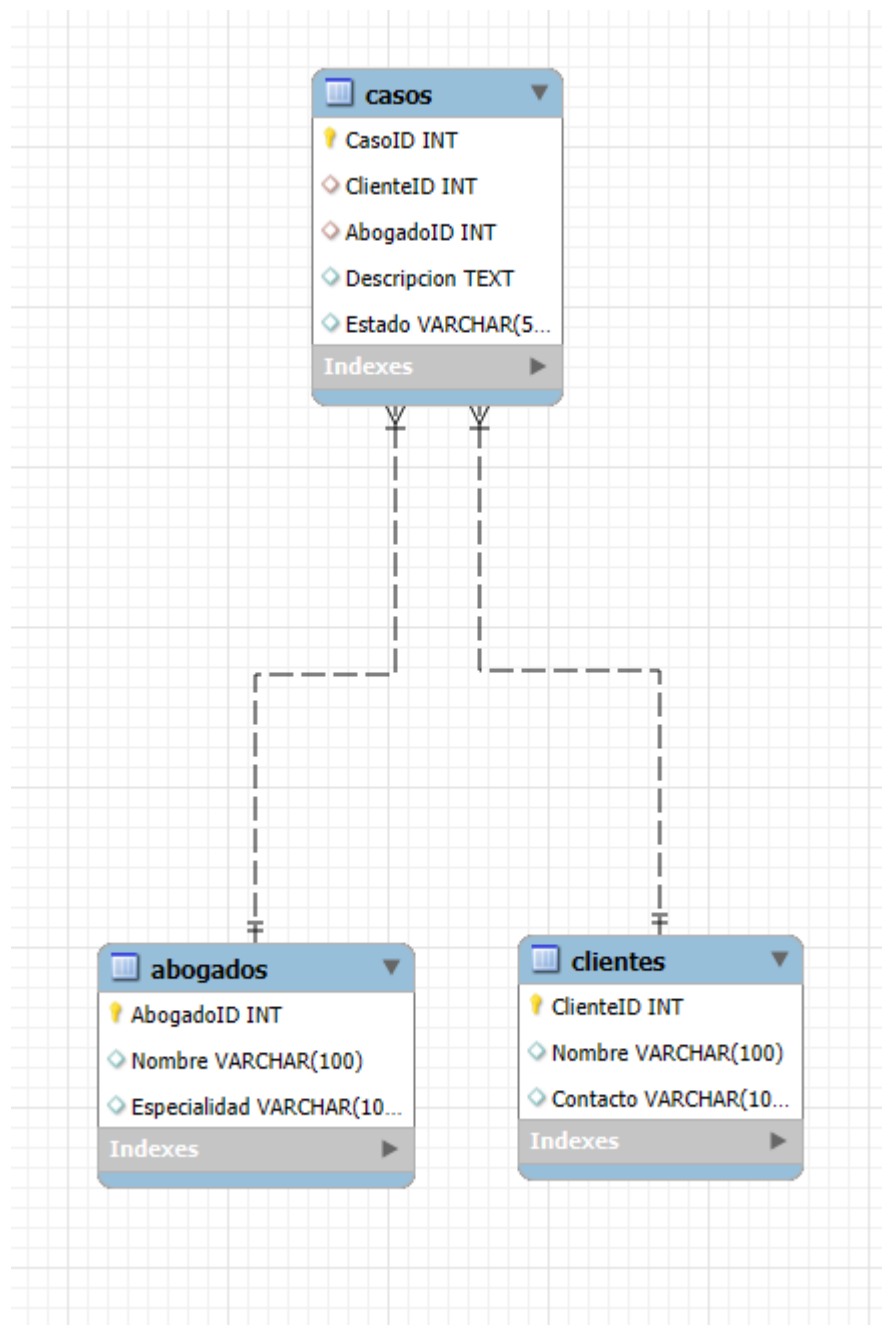 casos
CasoID INT
ClienteID INT
AbogadoID INT
Descripcion TEXT
Estado VARCHAR(5...
Indexes
abogados
AbogadoID INT
Nombre VARCHAR(100)
Especialidad VARCHAR(10...
Indexes
clientes
ClienteID INT
Nombre VARCHAR(100)
Contacto VARCHAR(10...
Indexes